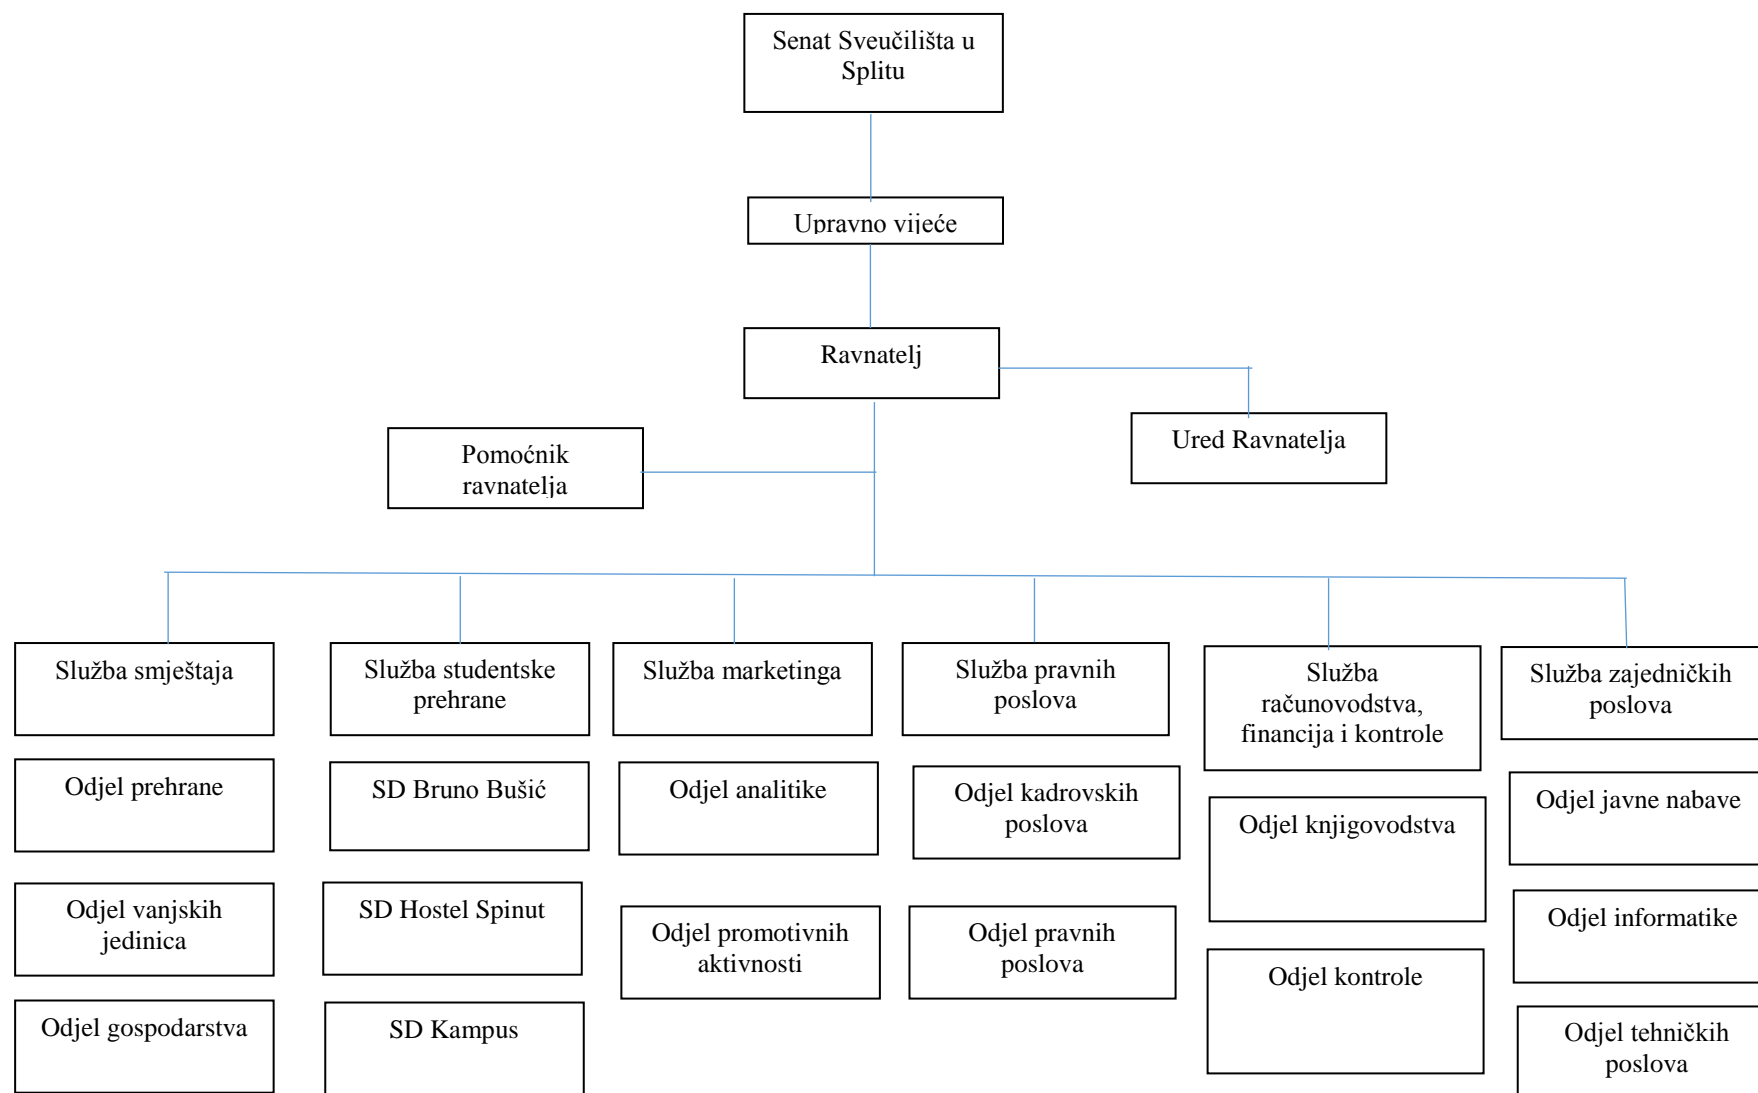 Senat Sveučilišta u
Splitu
Upravno vijeće
Ravnatelj
Ured Ravnatelja
Pomoćnik
ravnatelja
Služba smještaja
Služba studentske
prehrane
Služba marketinga
Služba pravnih
poslova
Služba
računovodstva,
financija i kontrole
Služba zajedničkih
poslova
Odjel prehrane
SD Bruno Bušić
Odjel analitike
Odjel kadrovskih
poslova
Odjel knjigovodstva
Odjel javne nabave
Odjel vanjskih
jedinica
SD Hostel Spinut
Odjel promotivnih
aktivnosti
Odjel pravnih
poslova
Odjel kontrole
Odjel informatike
Odjel gospodarstva
SD Kampus
Odjel tehničkih
poslova